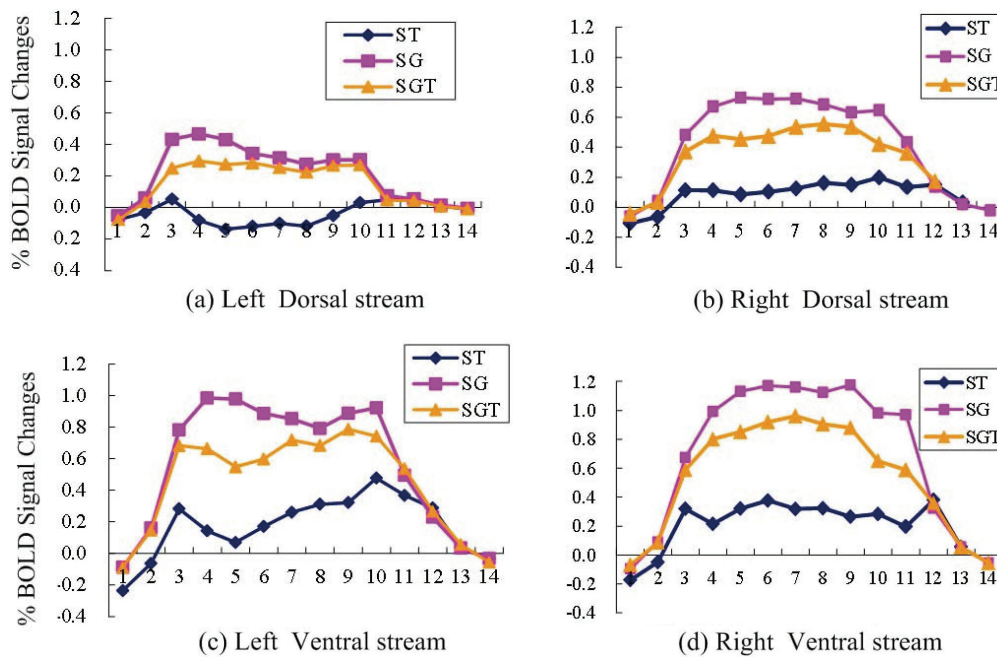 % BOLD Signal Changes
1.2
1.0
0.8
0.6
0.4
0.2
0.0
0.2
0.4
1 2 3 4 5 6 7 8 9 10 11 12 13 14
ST
SG
SGT
(a) Left Dorsal stream
1.2
1.0
0.8
0.6
0.4
0.2
0.0
-0.2
-0.4
1 2 3 4 5 6 7 8 9 10 11 12 13 14
ST
SG
SGT
(b) Right Dorsal stream
% BOLD Signal Changes
1.2
1.0
0.8
0.6
0.4
0.2
0.0
-0.2
-0.4
1 2 3 4 5 6 7 8 9 10 11 12 13 14
ST
SG
SGT
(c) Left Ventral stream
1.2
1.0
0.8
0.6
0.4
0.2
0.0
-0.2
-0.4
1 2 3 4 5 6 7 8 9 10 11 12 13 14
ST
SG
SGT
(d) Right Ventral stream